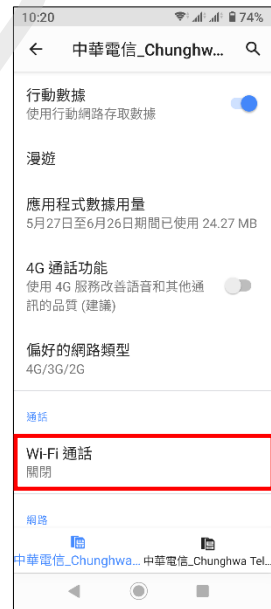 10:20 74%
中華電信_Chunghw...
行動數據
使用行動網路存取數據
漫遊
應用程式數據用量
5月27日至6月26日期間已使用 24.27 MB
4G 通話功能
使用 4G 服務改善語音和其他通
訊的品質 (建議)
偏好的網路類型
4G/3G/2G
通話
Wi-Fi 通話
關閉
網路
中華電信_Chunghwa... 中華電信_Chunghwa Tel...